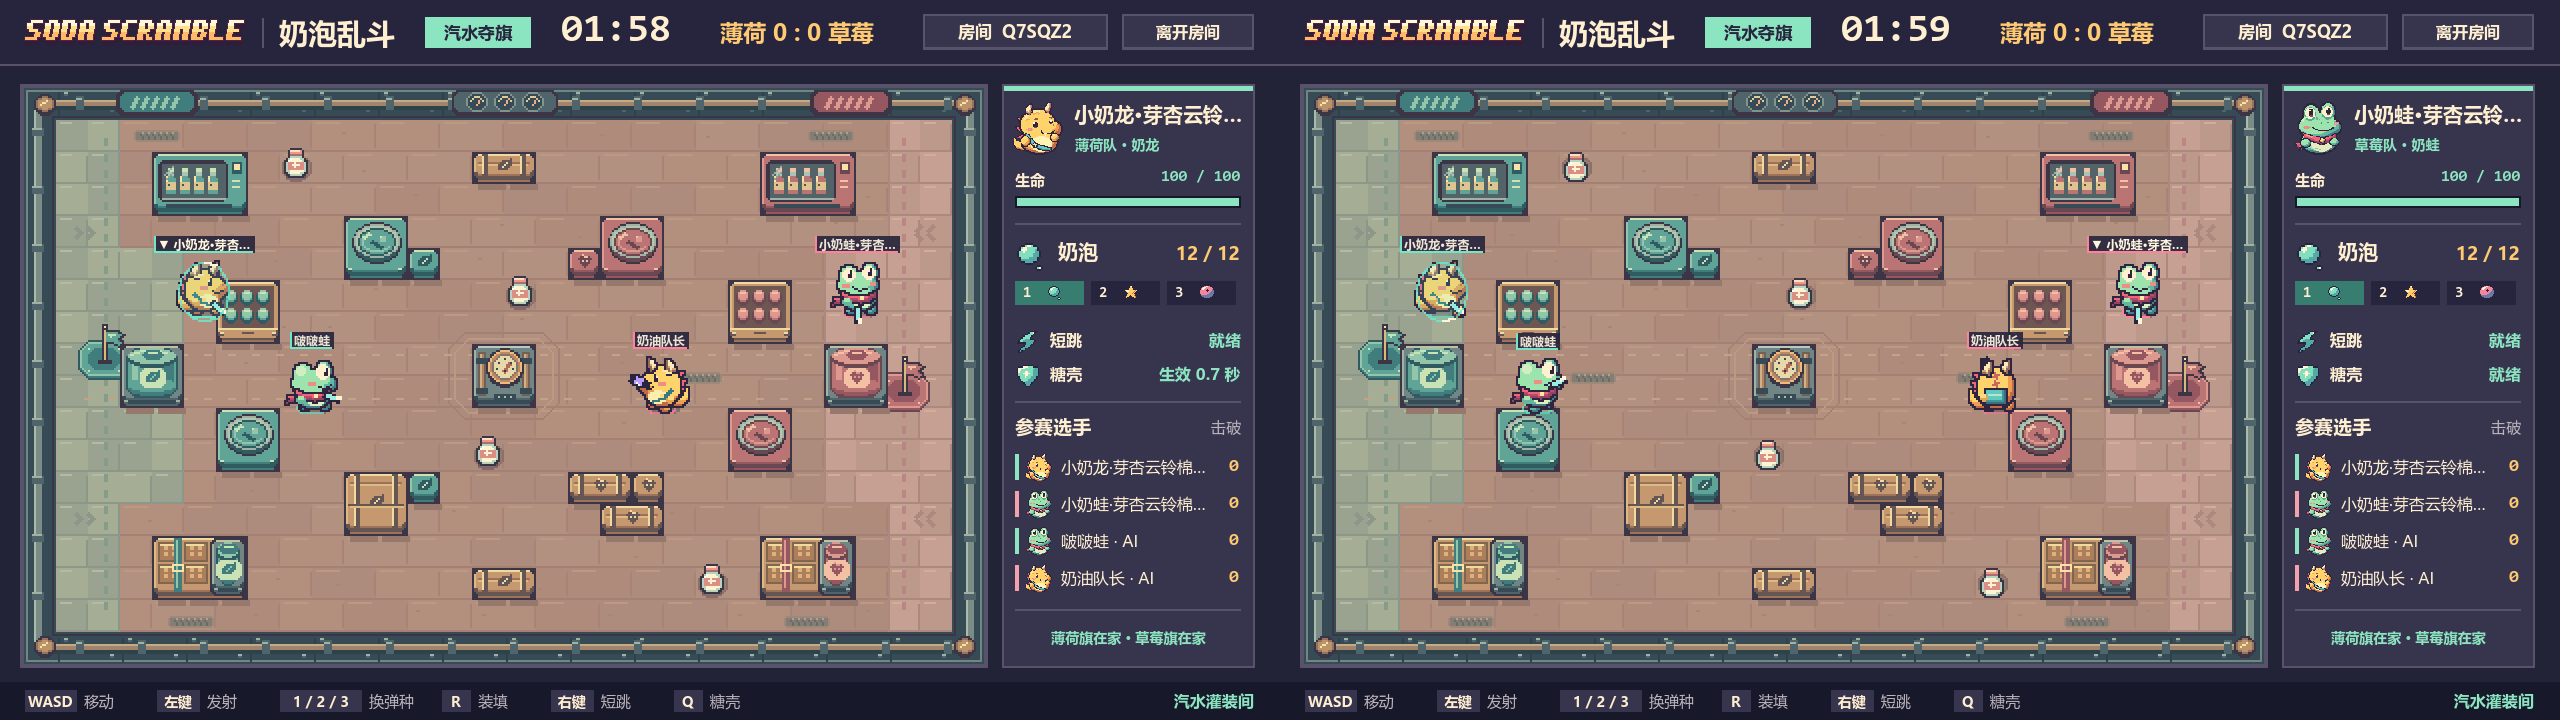 SODA SCRAMBLE 奶泡乱斗 汽水夺旗 01:58 薄荷 0 : 0 草莓 房间 Q7SQZ2 离开房间
▼ 小奶龙•芽杏...
小奶蛙•芽杏...
啵啵蛙
奶油队长
小奶龙•芽杏云铃...
薄荷队 • 奶龙
生命 100 / 100
奶泡 12 / 12
1 2 3
短跳 就绪
糖壳 生效 0.7 秒
参赛选手 击破
小奶龙·芽杏云铃棉... 0
小奶蛙·芽杏云铃棉... 0
啵啵蛙 · AI 0
奶油队长 · AI 0
薄荷旗在家 • 草莓旗在家
WASD 移动 左键 发射 1 / 2 / 3 换弹种 R 装填 右键 短跳 Q 糖壳 汽水灌装间
SODA SCRAMBLE 奶泡乱斗 汽水夺旗 01:59 薄荷 0 : 0 草莓 房间 Q7SQZ2 离开房间
小奶龙•芽杏...
▼ 小奶蛙•芽杏...
啵啵蛙
奶油队长
小奶蛙•芽杏云铃...
草莓队 • 奶蛙
生命 100 / 100
奶泡 12 / 12
1 2 3
短跳 就绪
糖壳 就绪
参赛选手 击破
小奶龙·芽杏云铃棉... 0
小奶蛙·芽杏云铃棉... 0
啵啵蛙 · AI 0
奶油队长 · AI 0
薄荷旗在家 • 草莓旗在家
WASD 移动 左键 发射 1 / 2 / 3 换弹种 R 装填 右键 短跳 Q 糖壳 汽水灌装间